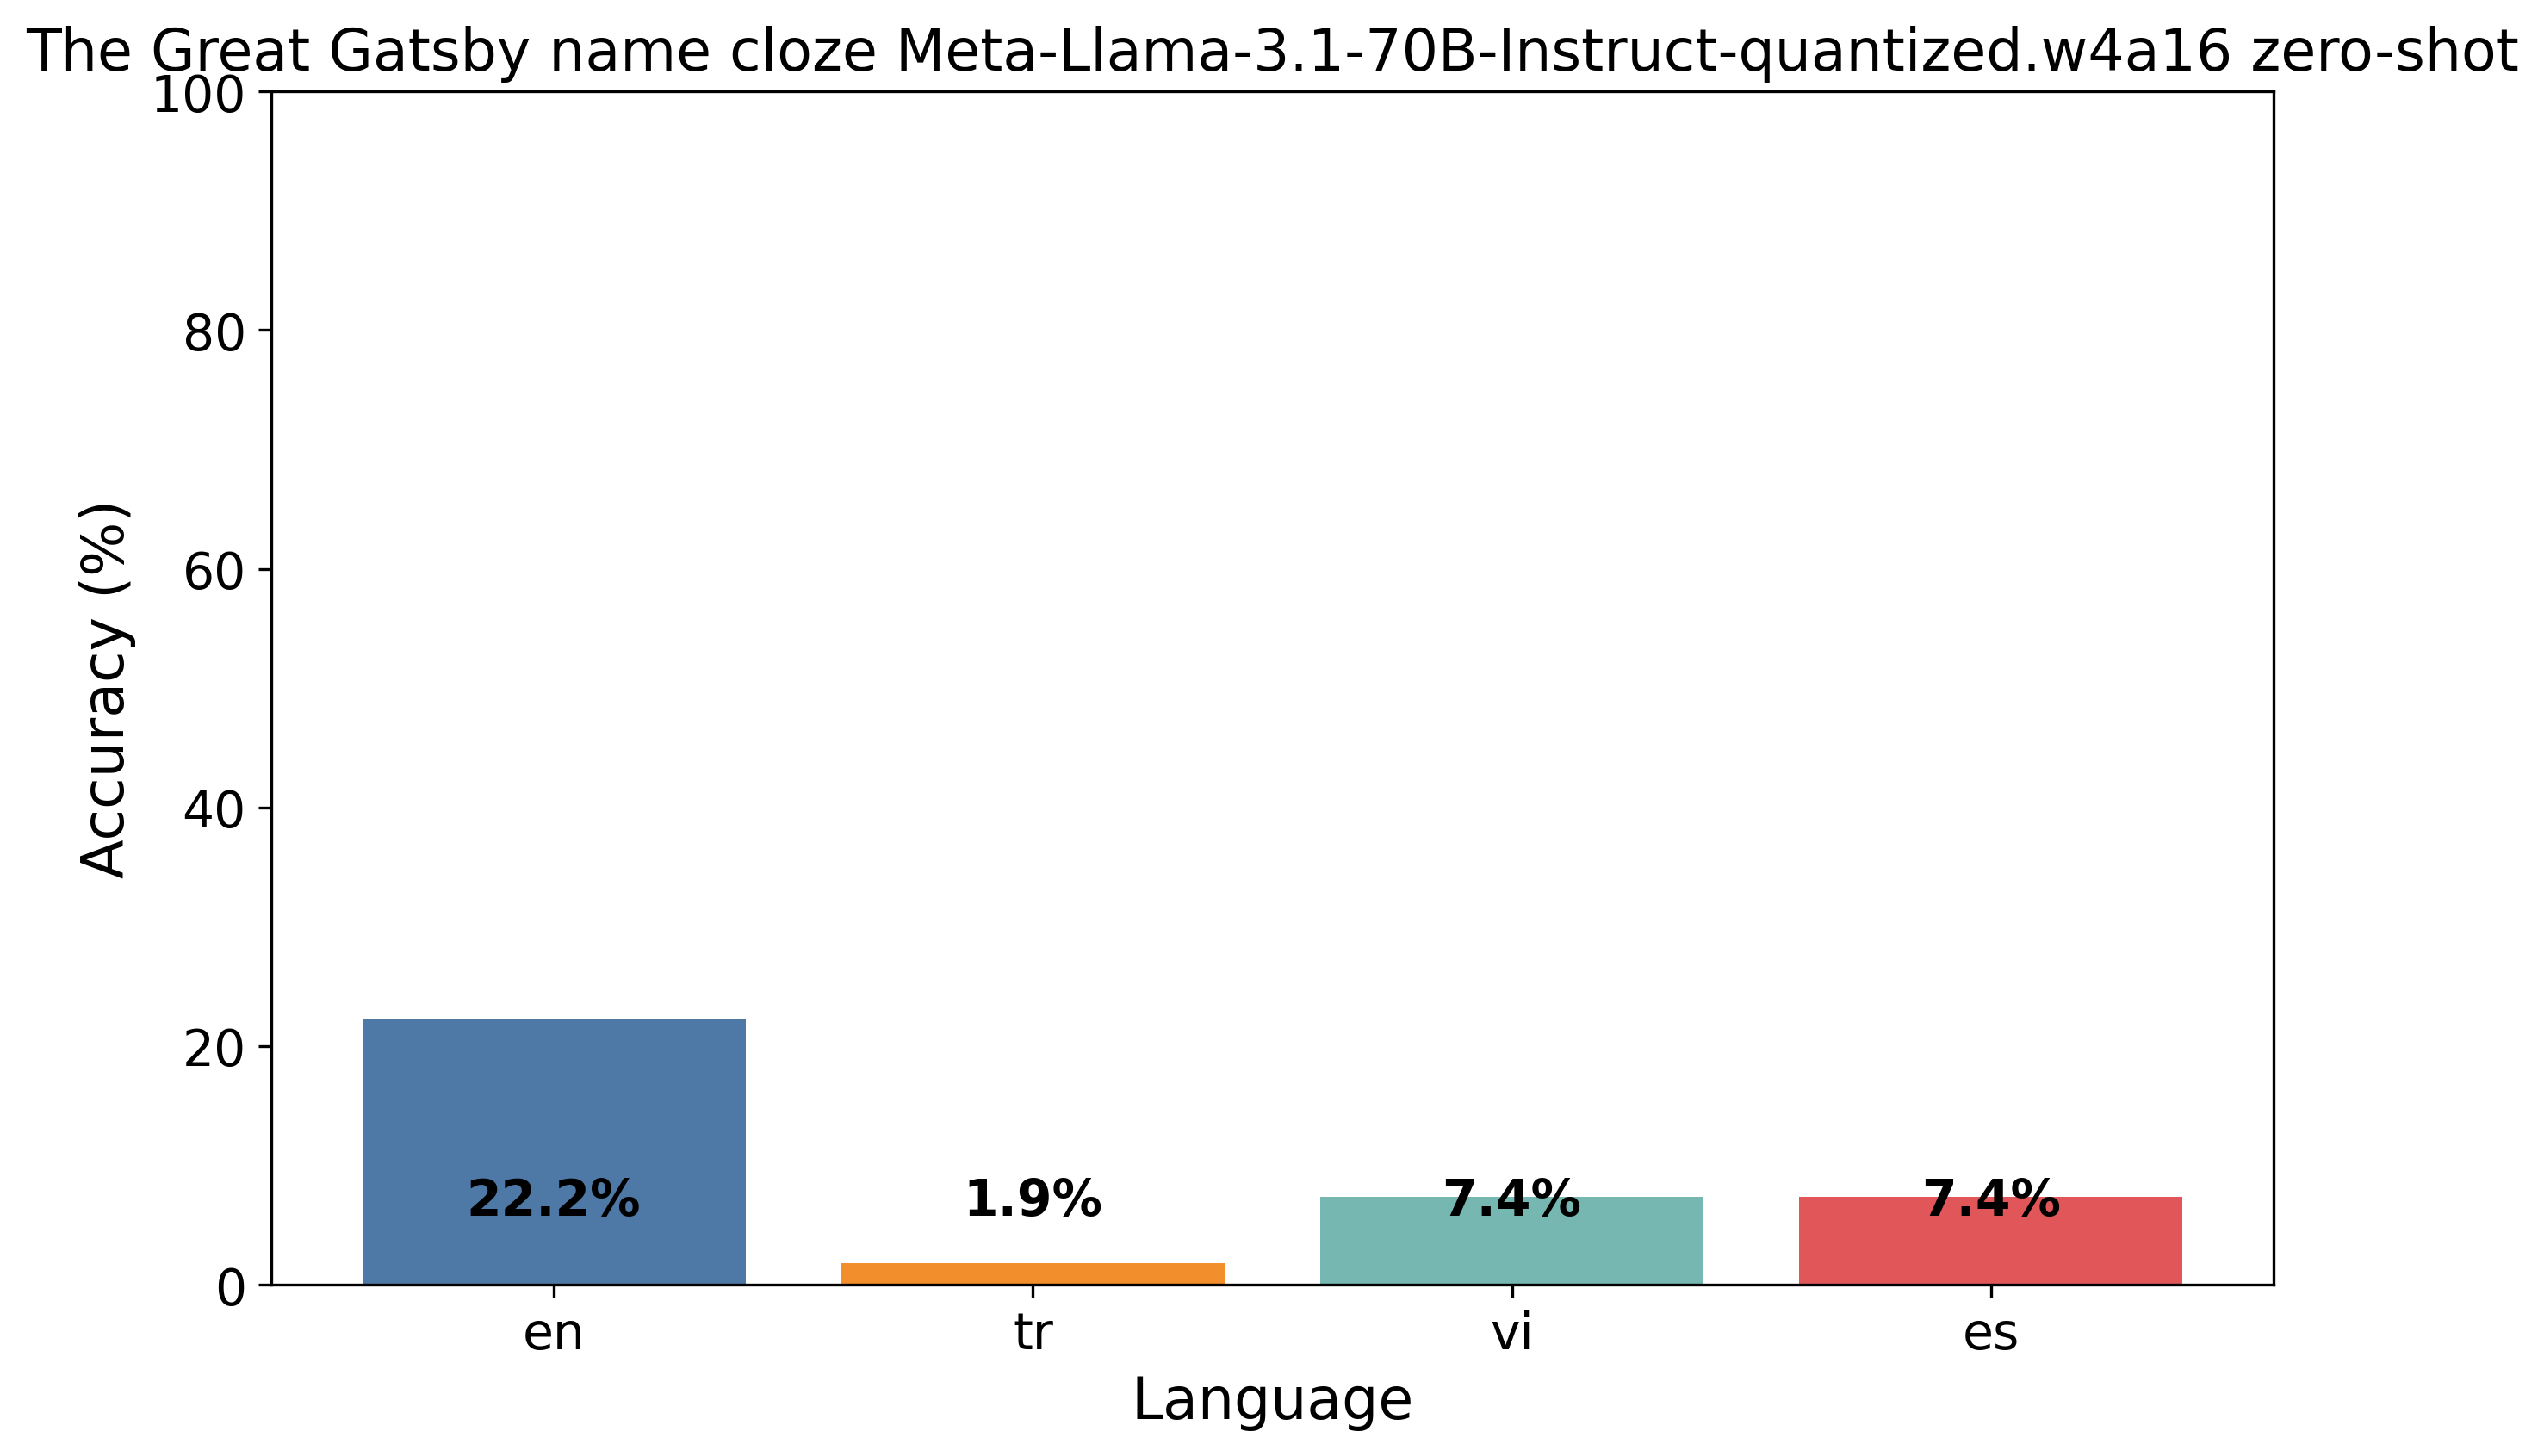 The Great Gatsby name cloze Meta-Llama-3.1-70B-Instruct-quantized.w4a16 zero-shot
Accuracy (%)
100
80
60
40
20
0
22.2%
1.9%
7.4%
7.4%
en
tr
vi
es
Language